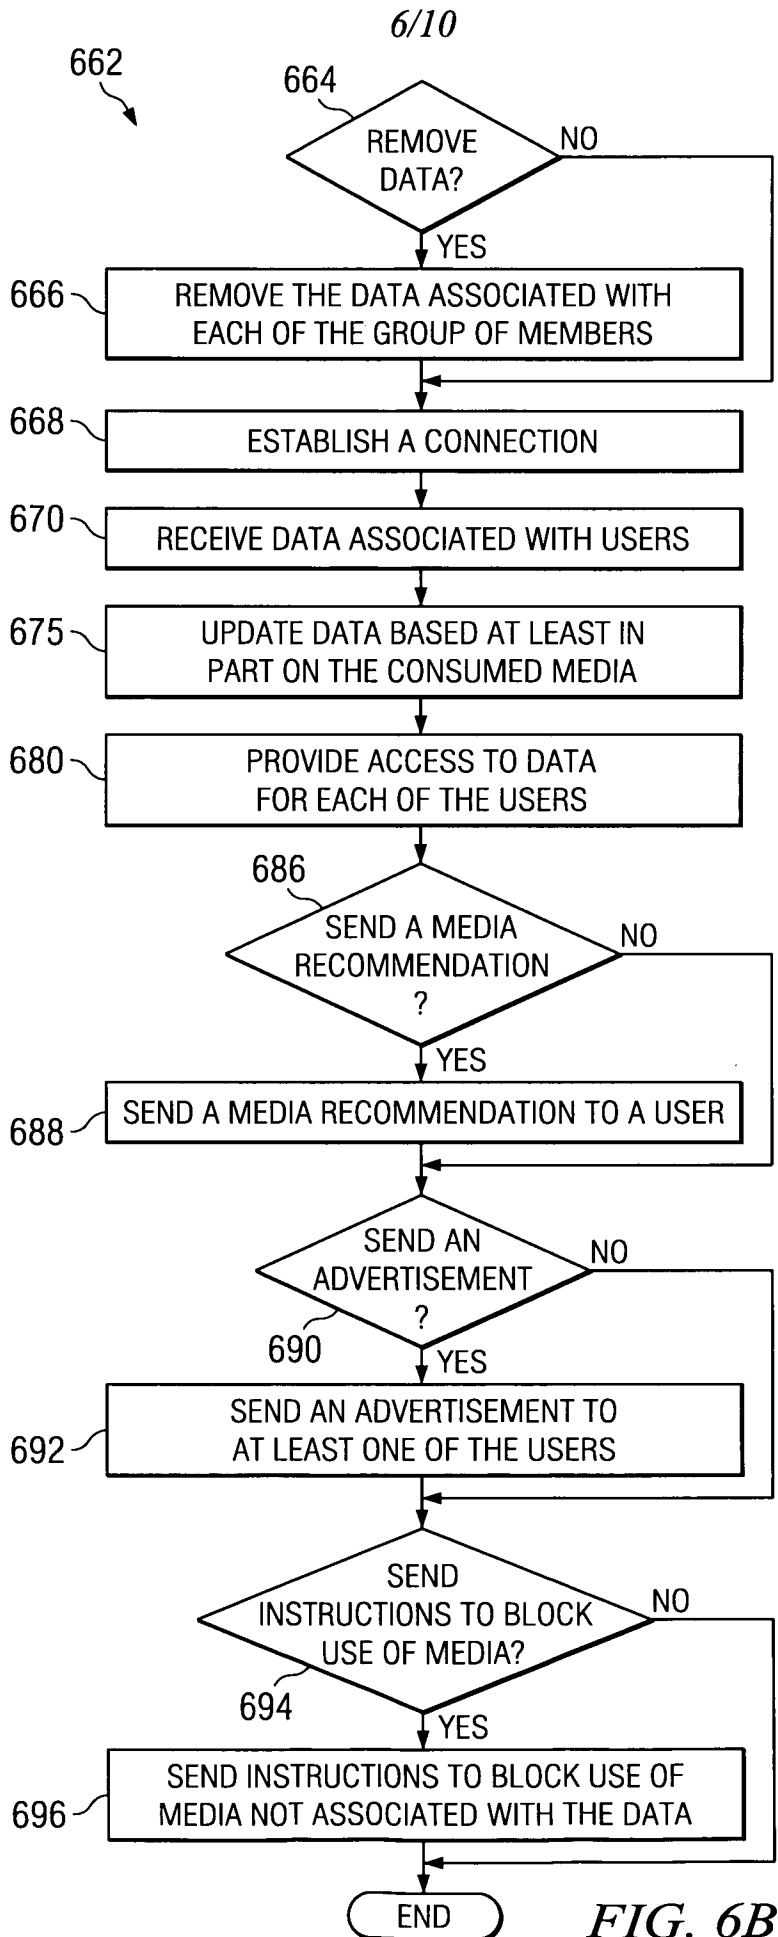 6/10
662
664
REMOVE
DATA?
NO
YES
666
REMOVE THE DATA ASSOCIATED WITH
EACH OF THE GROUP OF MEMBERS
668
ESTABLISH A CONNECTION
670
RECEIVE DATA ASSOCIATED WITH USERS
675
UPDATE DATA BASED AT LEAST IN
PART ON THE CONSUMED MEDIA
680
PROVIDE ACCESS TO DATA
FOR EACH OF THE USERS
686
SEND A MEDIA
RECOMMENDATION
?
NO
YES
688
SEND A MEDIA RECOMMENDATION TO A USER
SEND AN
ADVERTISEMENT
?
NO
690
YES
692
SEND AN ADVERTISEMENT TO
AT LEAST ONE OF THE USERS
SEND
INSTRUCTIONS TO BLOCK
USE OF MEDIA?
NO
694
YES
696
SEND INSTRUCTIONS TO BLOCK USE OF
MEDIA NOT ASSOCIATED WITH THE DATA
END
FIG. 6B